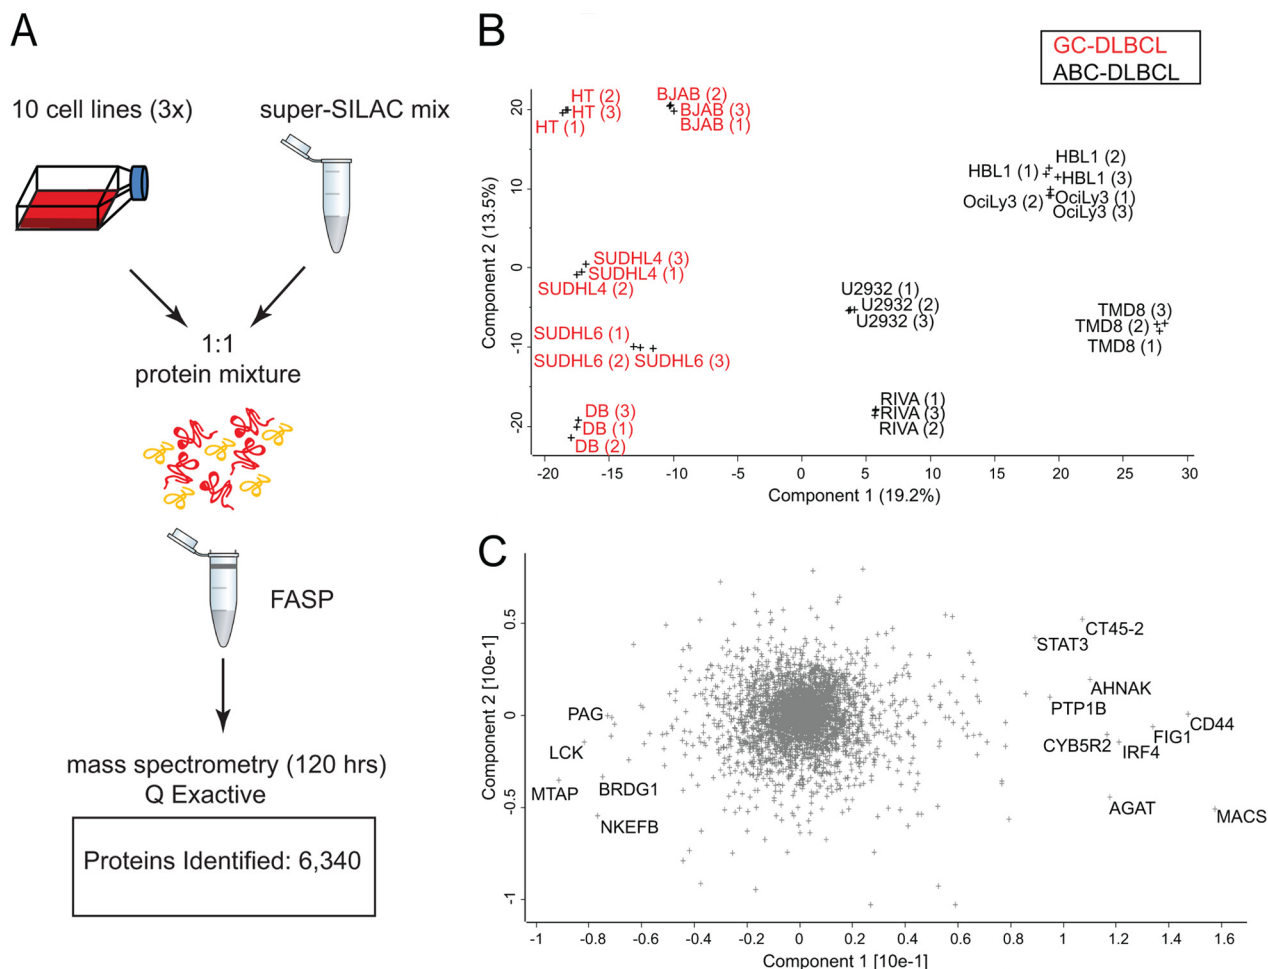 A
10 cell lines (3x)
super-SILAC mix
1:1
protein mixture
FASP
mass spectrometry (120 hrs)
Q Exactive
Proteins Identified: 6,340
B
GC-DLBCL
ABC-DLBCL
Component 2 (13.5%)
20
10
0
-10
-20
HT (2)
HT (3)
HT (1)
BJAB (2)
BJAB (3)
BJAB (1)
HBL1 (2)
HBL1 (1)
HBL1 (3)
OciLy3 (1)
OciLy3 (2)
OciLy3 (3)
SUDHL4 (3)
SUDHL4 (1)
SUDHL4 (2)
U2932 (1)
U2932 (2)
U2932 (3)
TMD8 (3)
TMD8 (2)
TMD8 (1)
SUDHL6 (1)
SUDHL6 (2) SUDHL6 (3)
RIVA (1)
RIVA (3)
RIVA (2)
DB (3)
DB (1)
DB (2)
-20 -15 -10 -5 0 5 10 15 20 25 30
Component 1 (19.2%)
C
Component 2 [10e-1]
0.5
0
-0.5
-1
CT45-2
STAT3
AHNAK
PTP1B
PAG
CD44
FIG1
CYB5R2
IRF4
LCK
MTAP
BRDG1
AGAT
MACS
NKEFB
-1 -0.8 -0.6 -0.4 -0.2 0 0.2 0.4 0.6 0.8 1 1.2 1.4 1.6
Component 1 [10e-1]